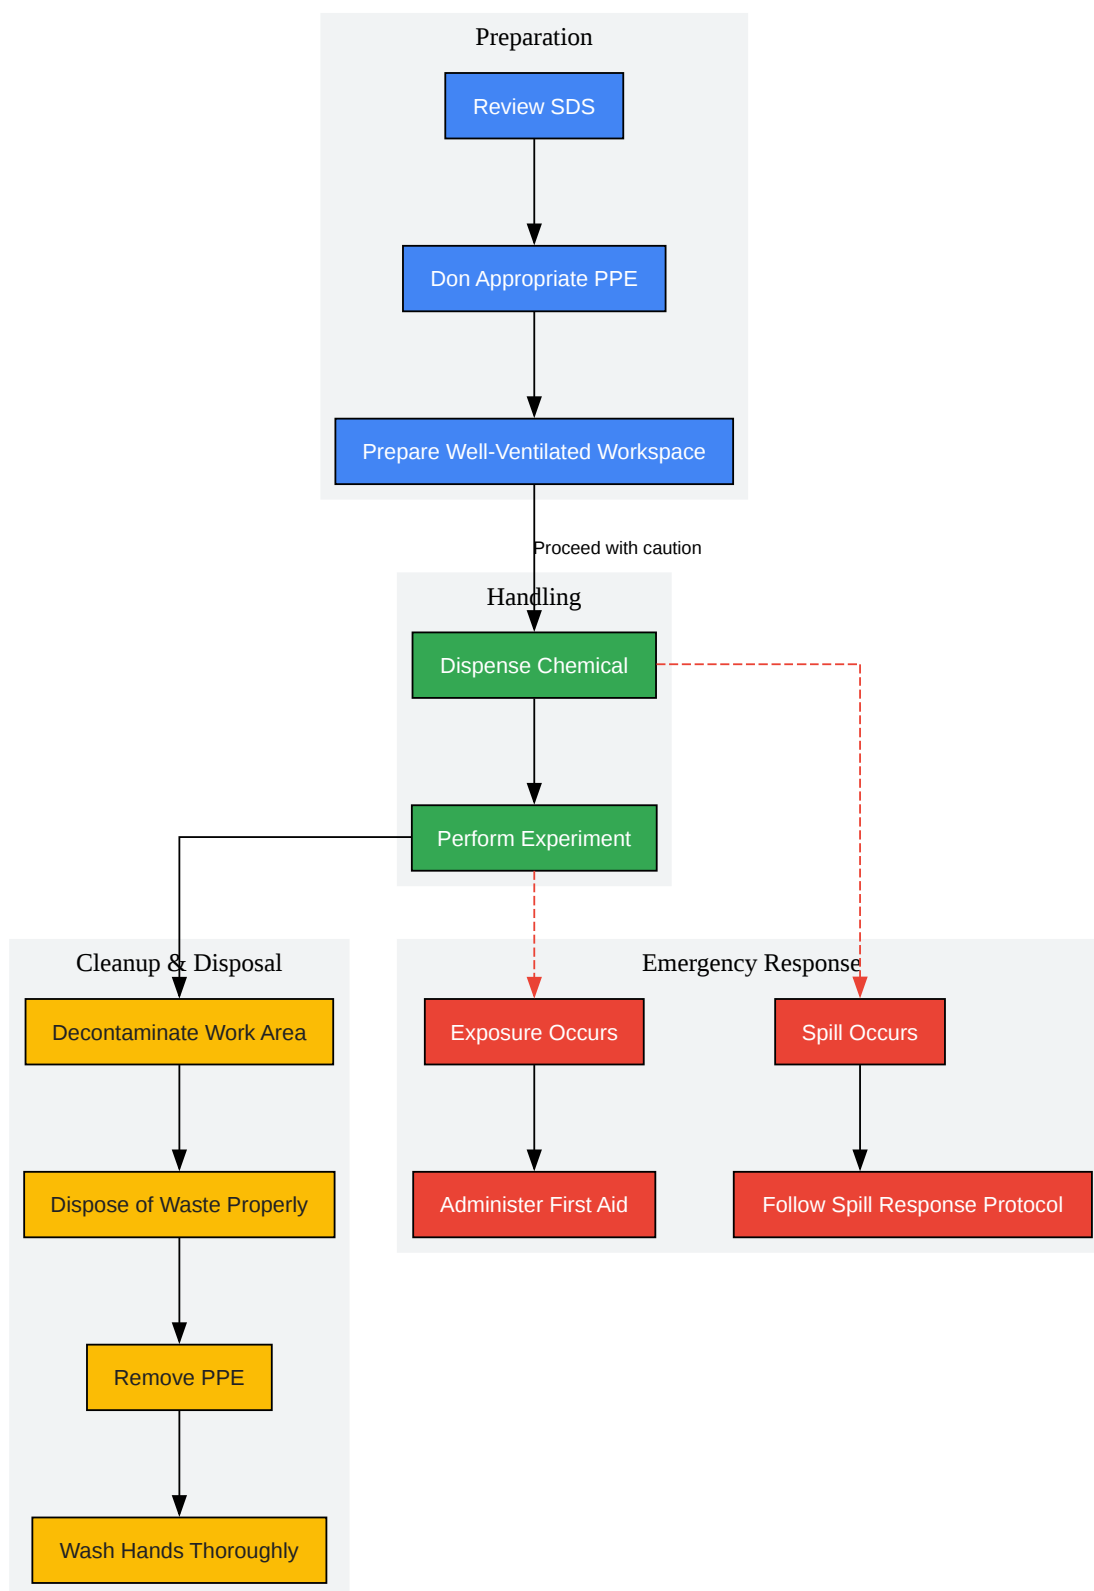 Preparation
Review SDS
Don Appropriate PPE
Prepare Well-Ventilated Workspace
Proceed with caution
Handling
Dispense Chemical
Perform Experiment
Cleanup & Disposal
Decontaminate Work Area
Dispose of Waste Properly
Remove PPE
Wash Hands Thoroughly
Emergency Response
Exposure Occurs
Spill Occurs
Administer First Aid
Follow Spill Response Protocol